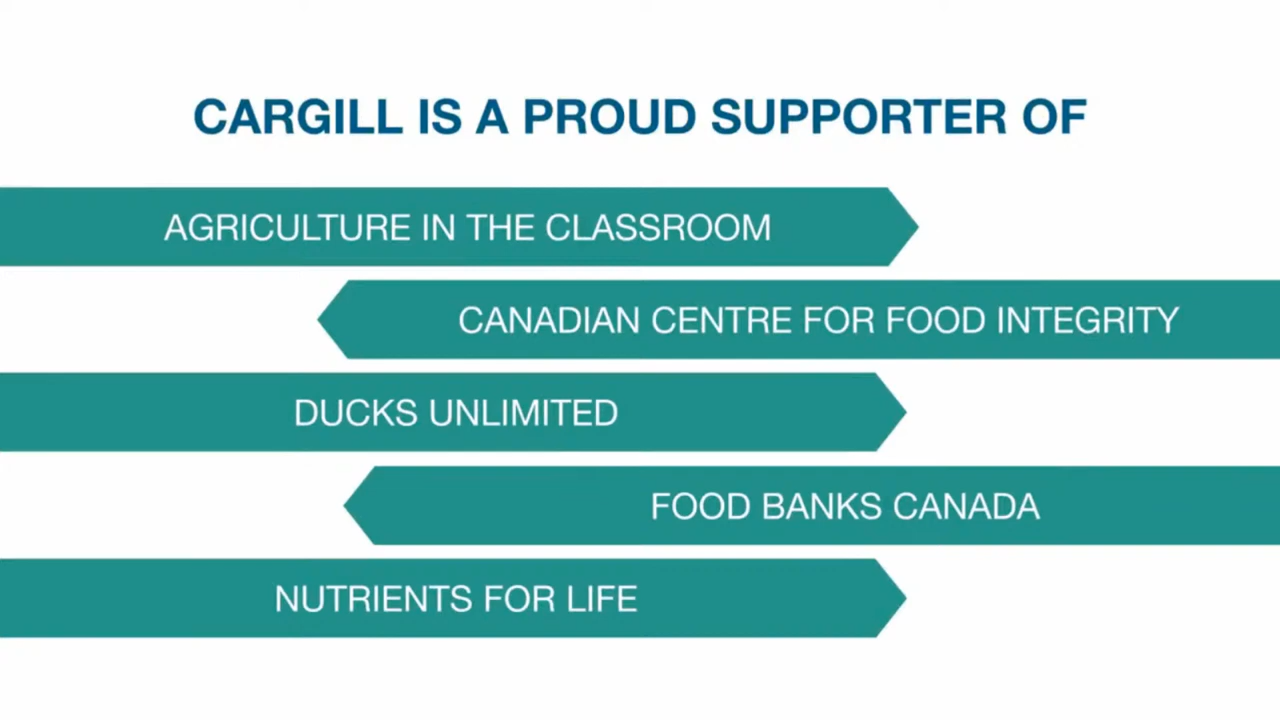 CARGILL IS A PROUD SUPPORTER OF
AGRICULTURE IN THE CLASSROOM
CANADIAN CENTRE FOR FOOD INTEGRITY
DUCKS UNLIMITED
FOOD BANKS CANADA
NUTRIENTS FOR LIFE